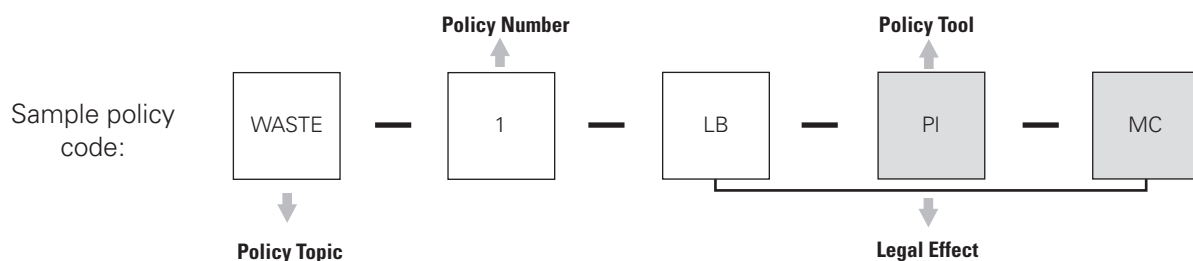 Policy Number
Policy Tool
Sample policy
code:
WASTE – 1 – LB – PI – MC
Policy Topic
Legal Effect